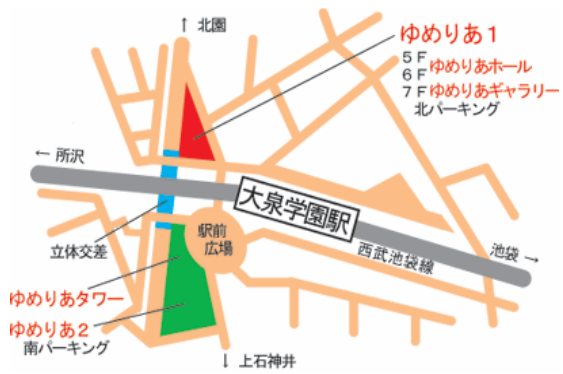 ↑ 北園
ゆめりあ1
5F ゆめりあホール
6F
7F ゆめりあギャラリー
北パーキング
← 所沢
大泉学園駅
駅前
広場
立体交差
西武池袋線
池袋 →
ゆめりあタワー
ゆめりあ2
南パーキング
↓ 上石神井